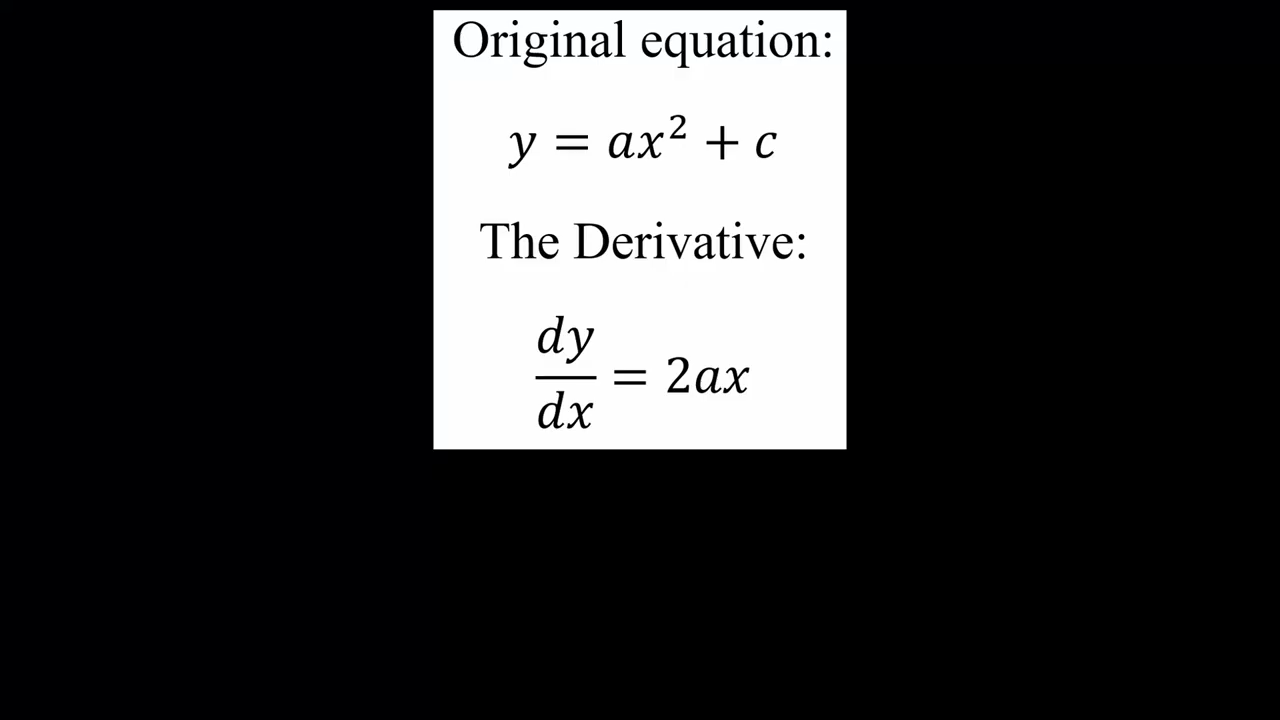 Original equation:
y = ax² + c
The Derivative:
dy/dx = 2ax